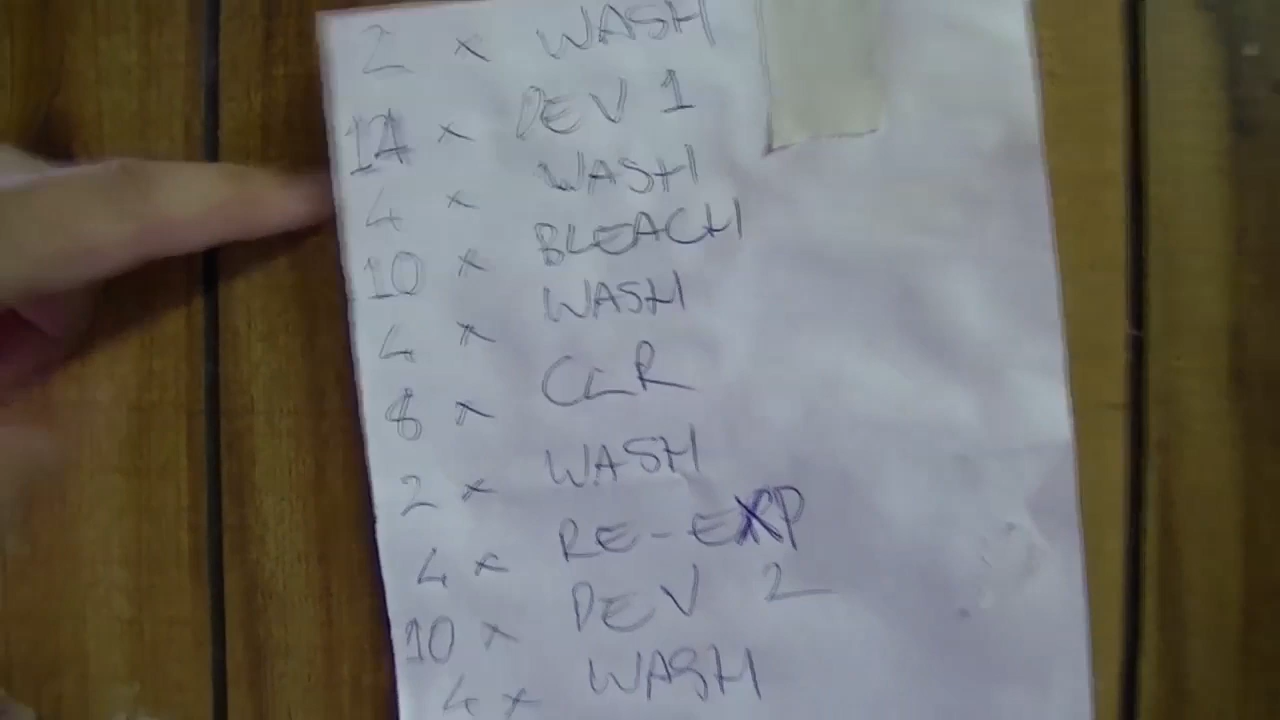 2 x WASH
14 x DEV 1
4 x WASH
10 x BLEACH
4 x WASH
8 x CLR
2 x WASH
4 x RE-EXP
10 x DEV 2
4 x WASH